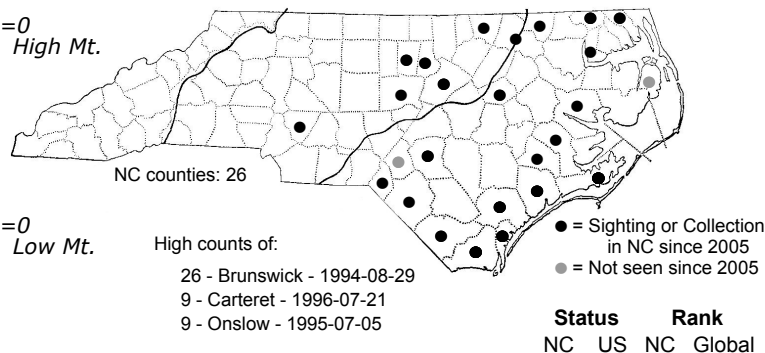 =0
High Mt.
NC counties: 26
=0
Low Mt.
High counts of:
26 - Brunswick - 1994-08-29
9 - Carteret - 1996-07-21
9 - Onslow - 1995-07-05
● = Sighting or Collection
in NC since 2005
● = Not seen since 2005
Status Rank
NC US NC Global